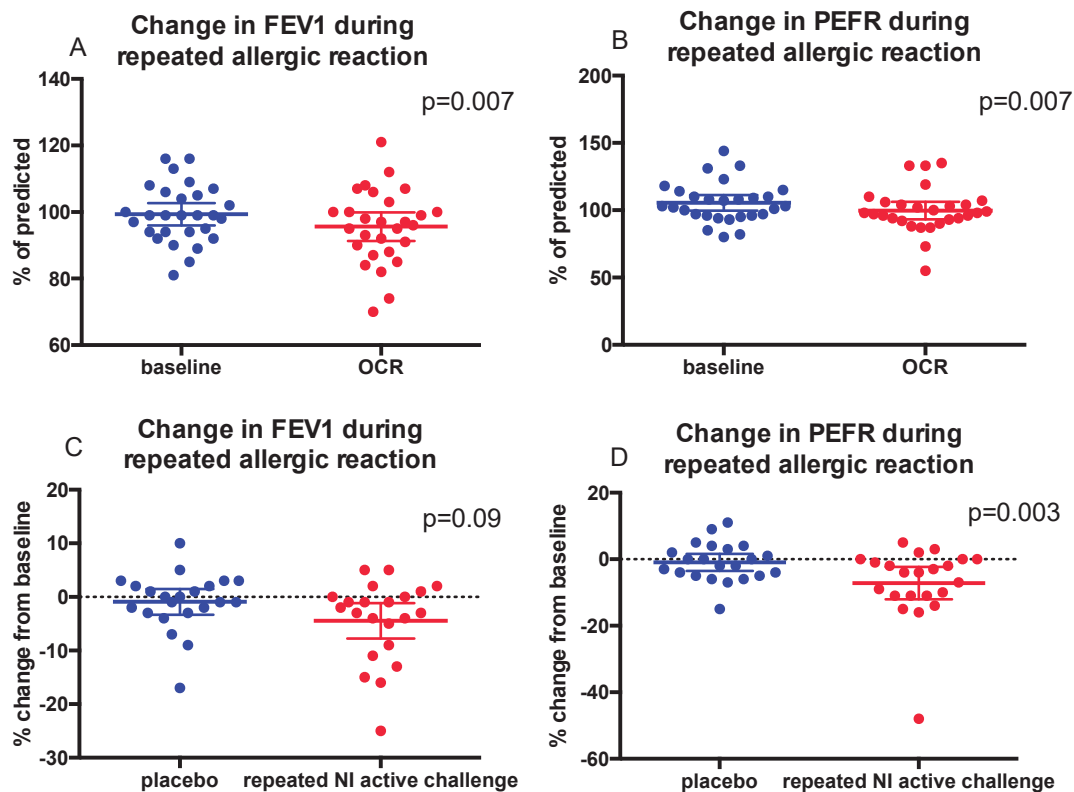 A
Change in FEV1 during
repeated allergic reaction
p=0.007
% of predicted
140
120
100
80
60
baseline
OCR
B
Change in PEFR during
repeated allergic reaction
p=0.007
% of predicted
200
150
100
50
0
baseline
OCR
C
Change in FEV1 during
repeated allergic reaction
p=0.09
% change from baseline
20
10
0
-10
-20
-30
placebo
repeated NI active challenge
D
Change in PEFR during
repeated allergic reaction
p=0.003
% change from baseline
20
0
-20
-40
-60
placebo
repeated NI active challenge